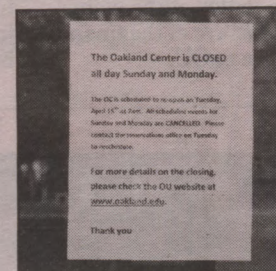 The Oakland Center is CLOSED
all day Sunday and Monday.
The OC is scheduled to re-open on Tuesday,
April 15th at 7am. All scheduled events for
Sunday and Monday are CANCELLED. Please
contact the reservations office on Tuesday
to reschedule.
For more details on the closing,
please check the OU website at
www.oakland.edu.
Thank you